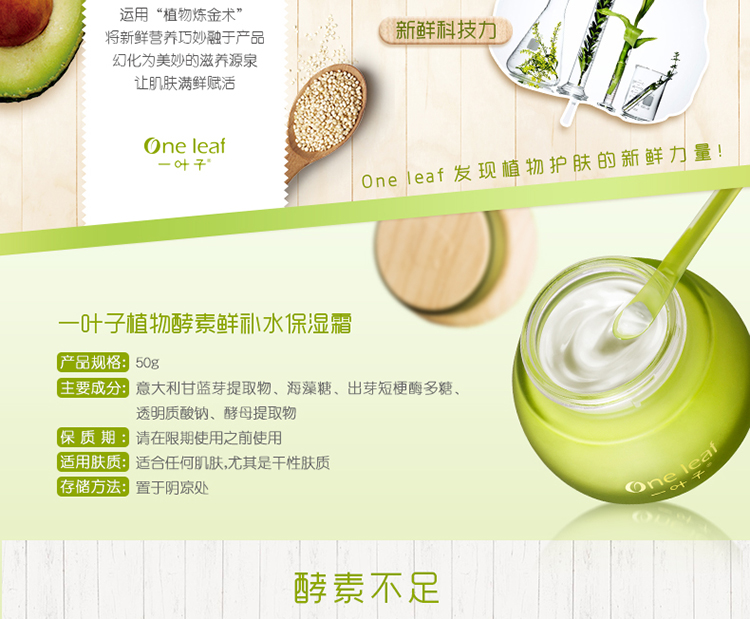 运用“植物炼金术”
将新鲜营养巧妙融于产品
幻化为美妙的滋养源泉
让肌肤满鲜赋活
One leaf
一叶子®
新鲜科技力
One leaf 发现植物护肤的新鲜力量!
一叶子植物酵素鲜补水保湿霜
产品规格: 50g
主要成分: 意大利甘蓝芽提取物、海藻糖、出芽短梗酶多糖、
透明质酸钠、酵母提取物
保质期: 请在限期使用之前使用
适用肤质: 适合任何肌肤,尤其是干性肤质
存储方法: 置于阴凉处
One leaf
一叶子®
酵素不足